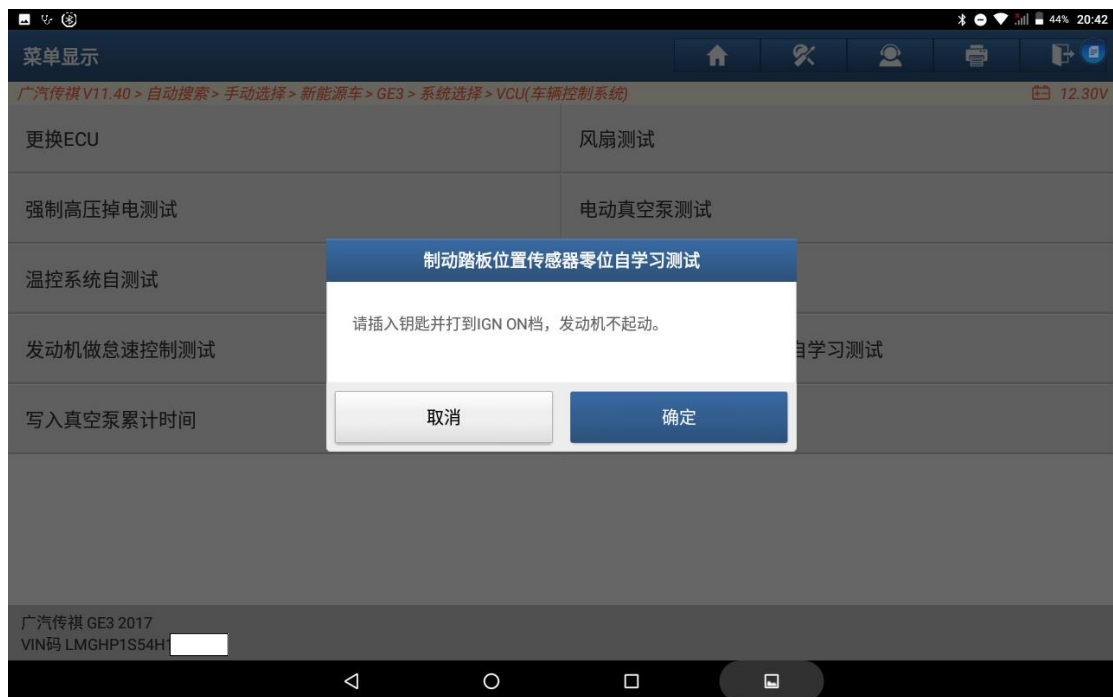 44% 20:42
菜单显示
广汽传祺 V11.40 > 自动搜索 > 手动选择 > 新能源车 > GE3 > 系统选择 > VCU(车辆控制系统)
12.30V
更换ECU
风扇测试
强制高压掉电测试
电动真空泵测试
制动踏板位置传感器零位自学习测试
温控系统自测试
请插入钥匙并打到IGN ON档，发动机不起动。
发动机做怠速控制测试
自学习测试
写入真空泵累计时间
取消
确定
广汽传祺 GE3 2017
VIN码 LMGHP1S54H